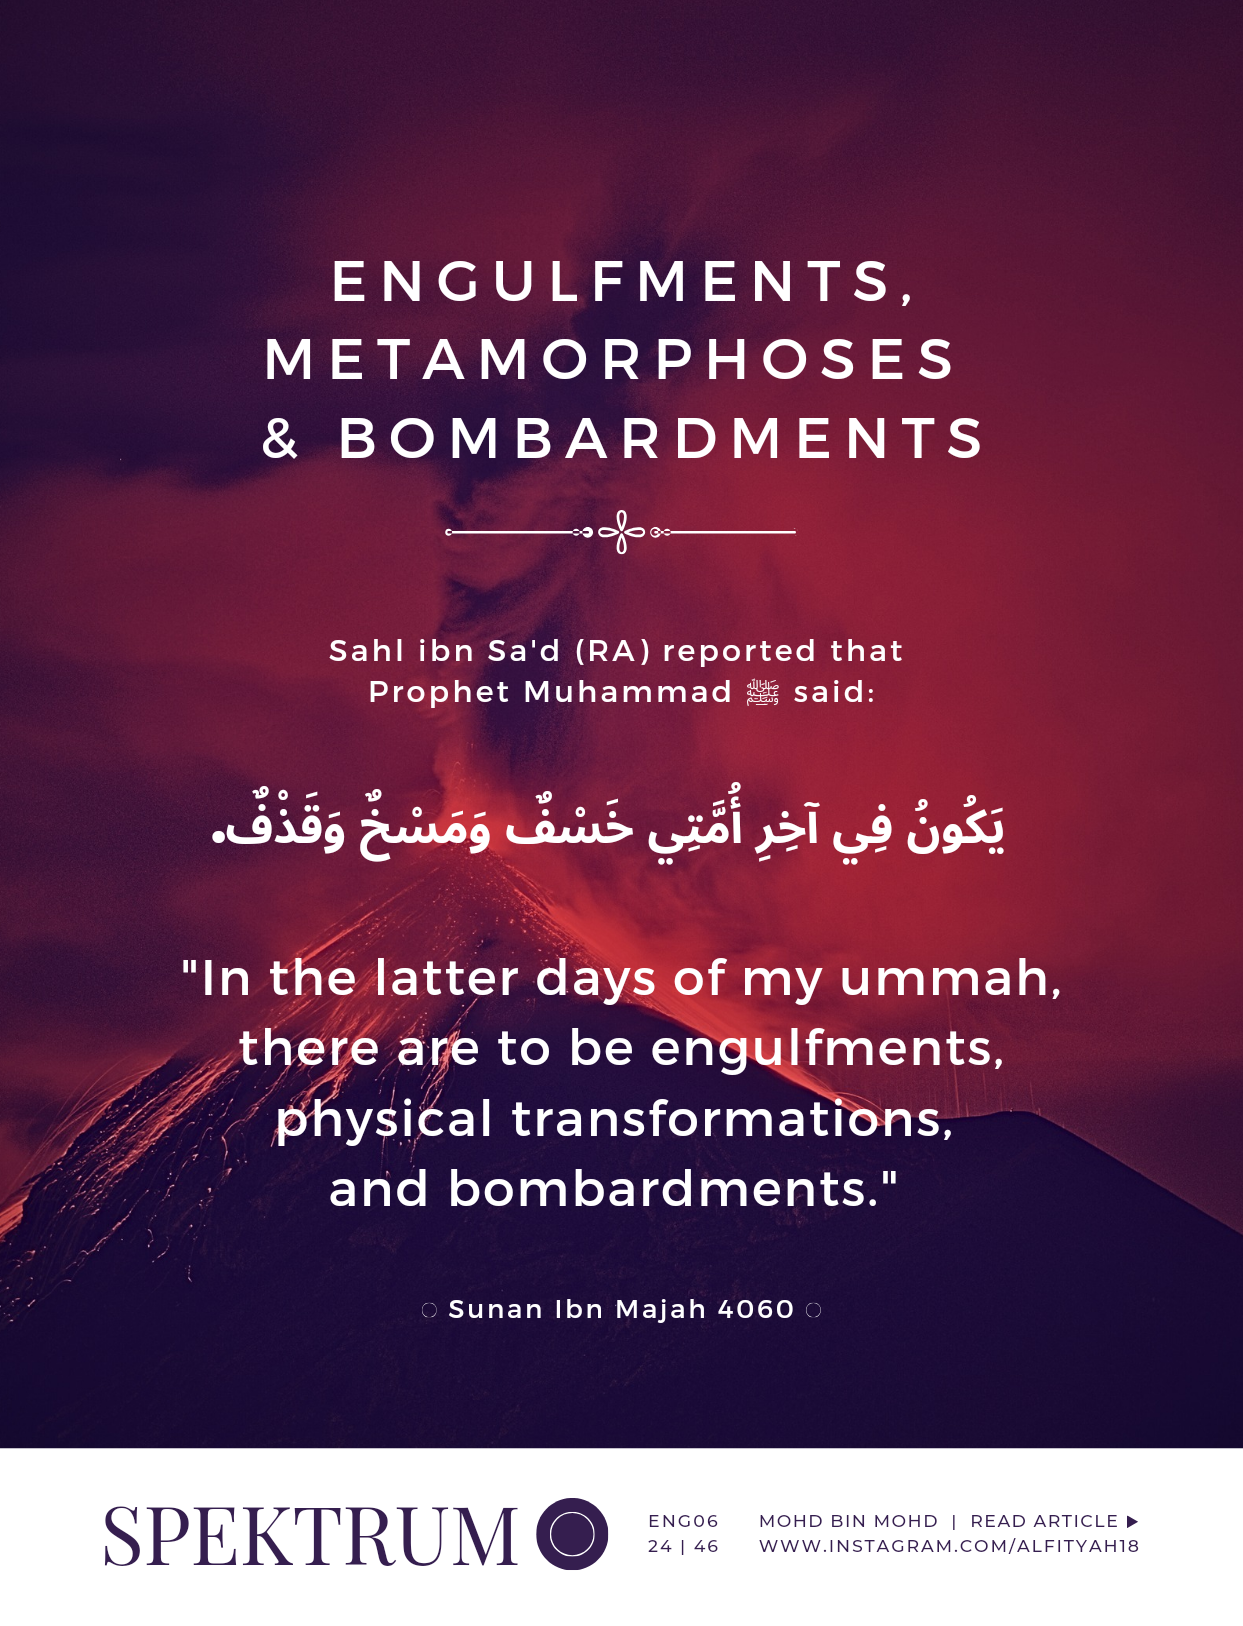 ENGULFMENTS,
METAMORPHOSES
& BOMBARDMENTS
Sahl ibn Sa'd (RA) reported that
Prophet Muhammad ﷺ said:
يَكُونُ فِي آخِرِ أُمَّتِي خَسْفٌ وَمَسْخٌ وَقَذْفٌ.
"In the latter days of my ummah,
there are to be engulfments,
physical transformations,
and bombardments."
Sunan Ibn Majah 4060
SPEKTRUM
ENG06
24 | 46
MOHD BIN MOHD | READ ARTICLE ▶
WWW.INSTAGRAM.COM/ALFITYAH18